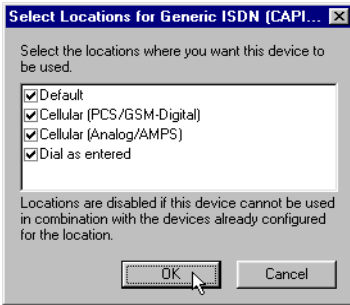 Select Locations for Generic ISDN (CAPI...
Select the locations where you want this device to
be used.
Default
Cellular (PCS/GSM-Digital)
Cellular (Analog/AMPS)
Dial as entered
Locations are disabled if this device cannot be used
in combination with the devices already configured
for the location.
OK Cancel